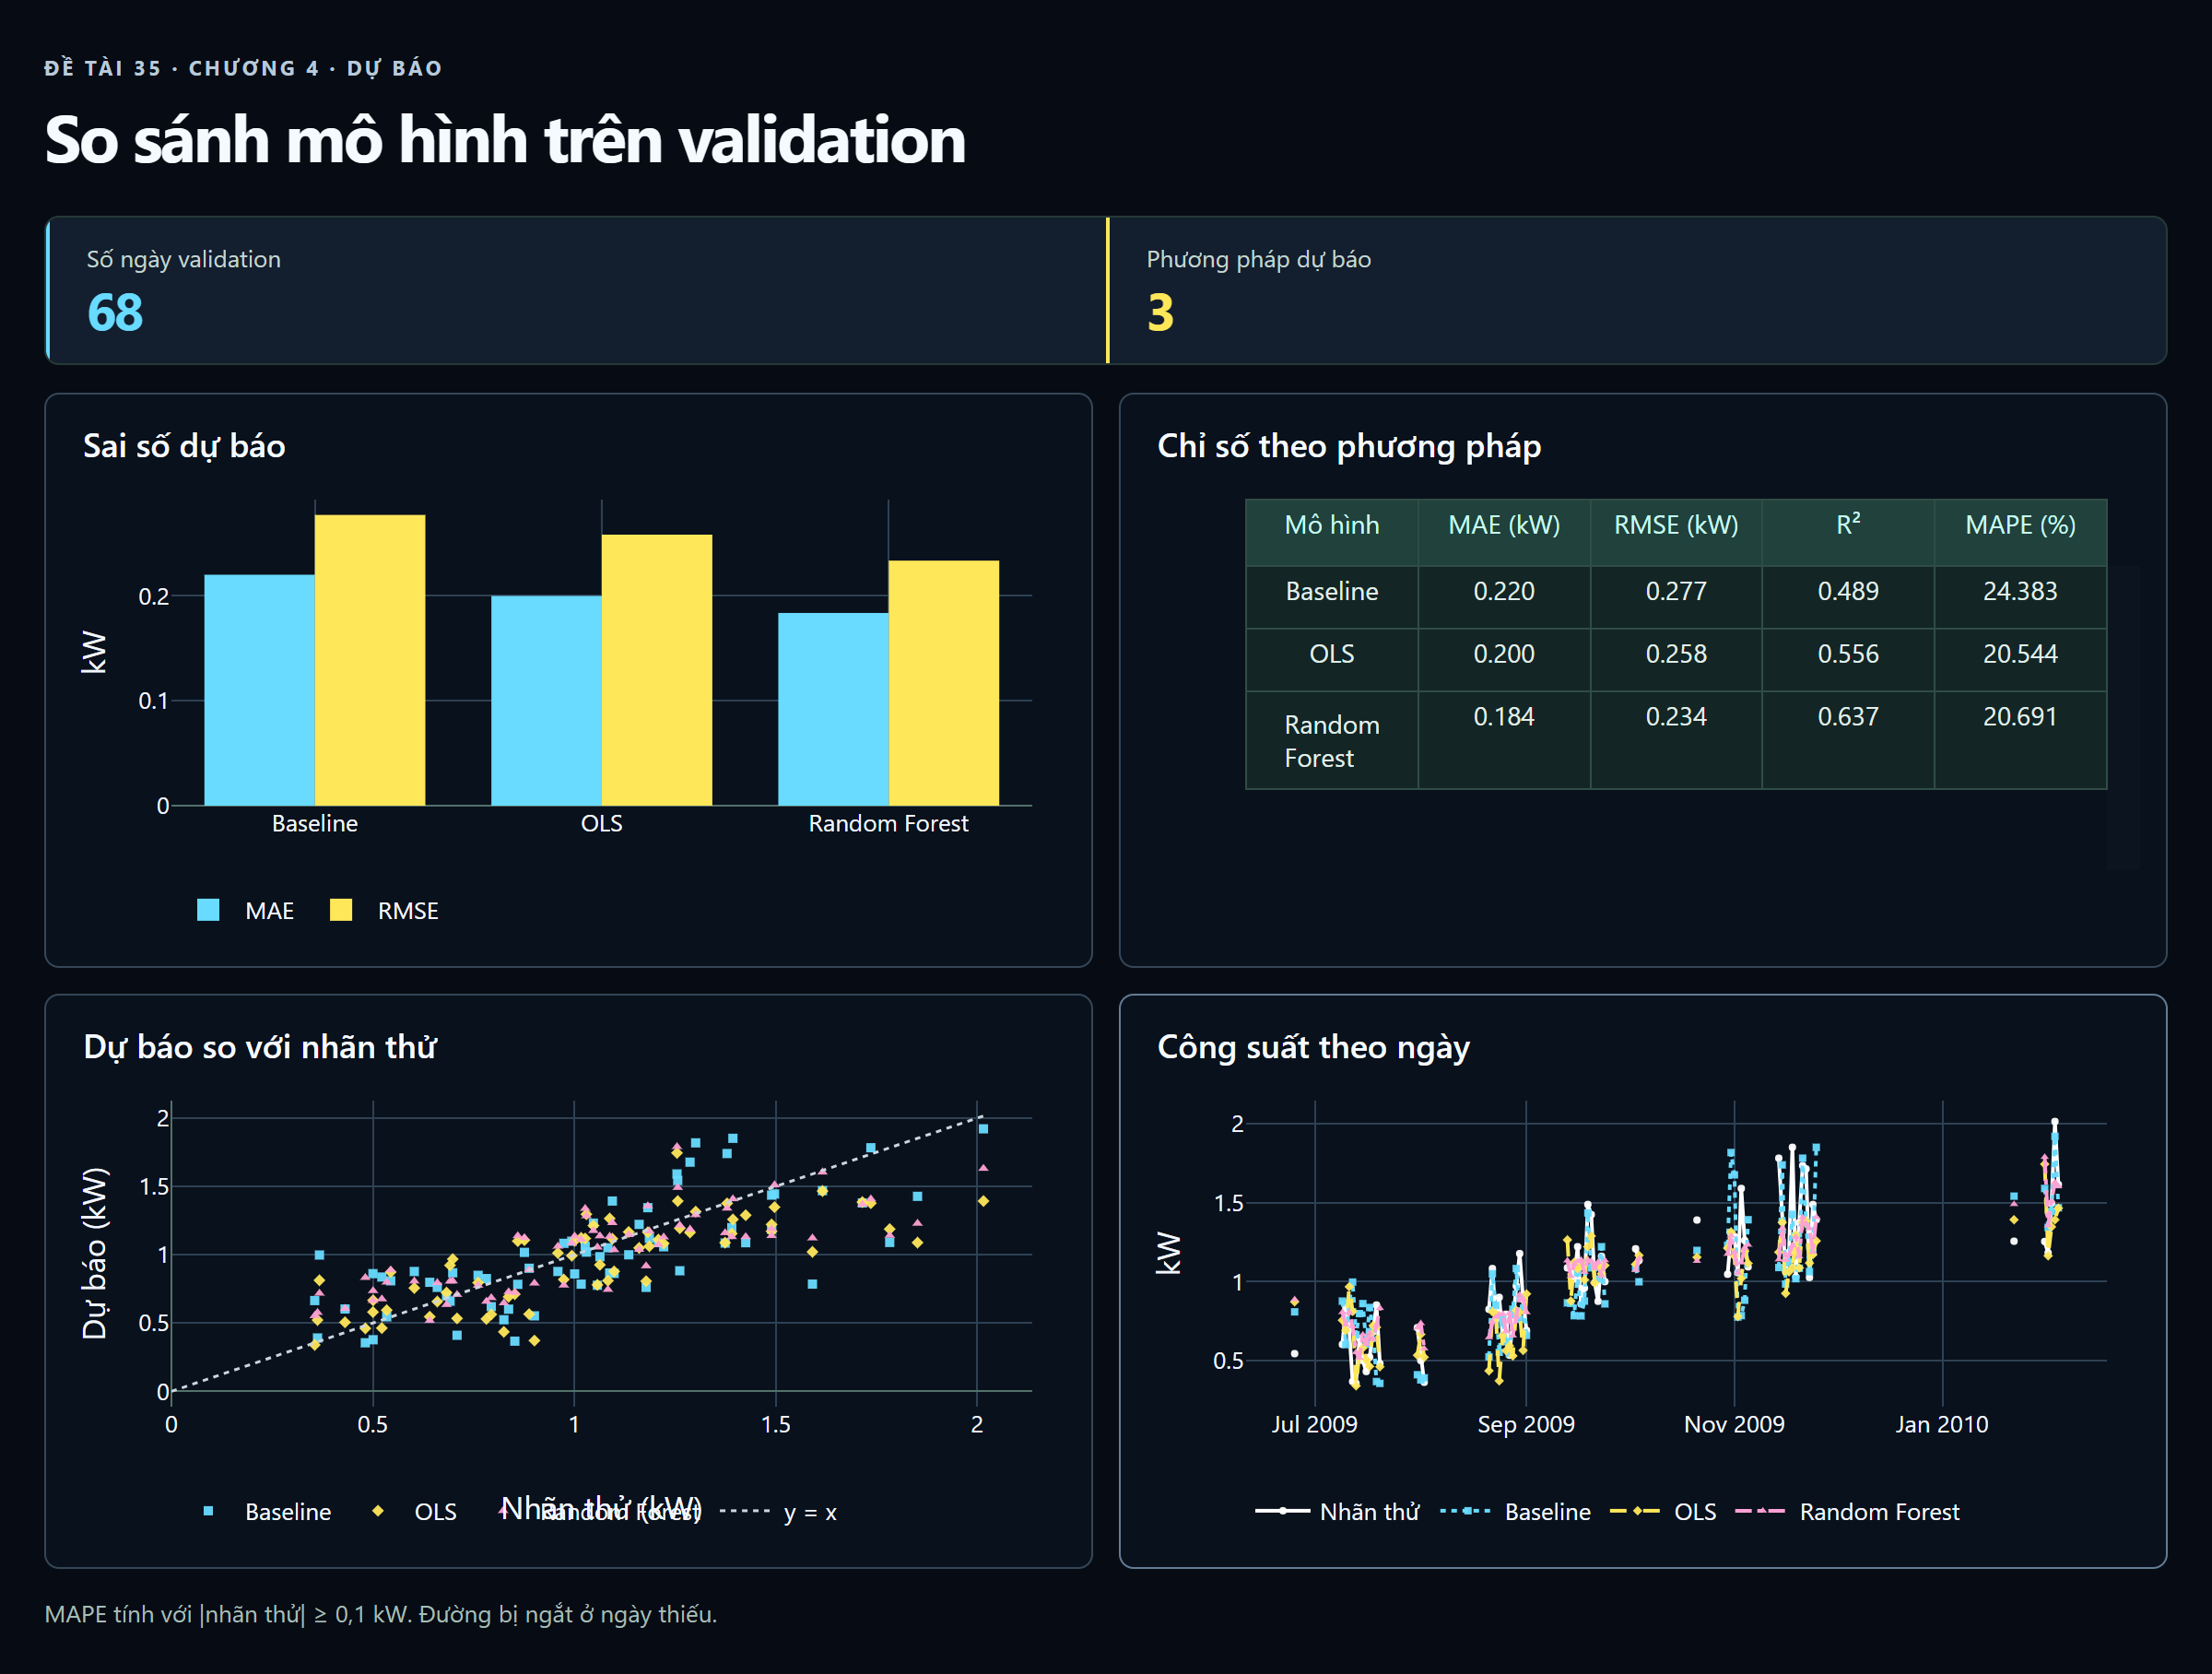 ĐỀ TÀI 35 · CHƯƠNG 4 · DỰ BÁO
So sánh mô hình trên validation
Số ngày validation
68
Phương pháp dự báo
3
Sai số dự báo
kW
0.2
0.1
0
Baseline OLS Random Forest
MAE RMSE
Chỉ số theo phương pháp
Mô hình MAE (kW) RMSE (kW) R² MAPE (%)
Baseline 0.220 0.277 0.489 24.383
OLS 0.200 0.258 0.556 20.544
Random Forest 0.184 0.234 0.637 20.691
Dự báo so với nhãn thử
Dự báo (kW)
2
1.5
1
0.5
0
0 0.5 1 1.5 2
Nhãn thử (kW)
Baseline OLS Random Forest y = x
Công suất theo ngày
kW
2
1.5
1
0.5
Jul 2009 Sep 2009 Nov 2009 Jan 2010
Nhãn thử Baseline OLS Random Forest
MAPE tính với |nhãn thử| ≥ 0,1 kW. Đường bị ngắt ở ngày thiếu.